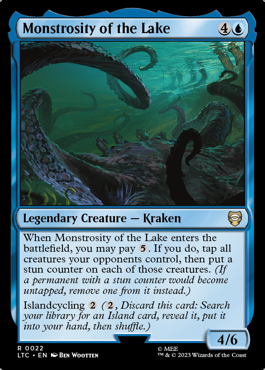 Monstrosity of the Lake 4
Legendary Creature — Kraken
When Monstrosity of the Lake enters the
battlefield, you may pay 5. If you do, tap all
creatures your opponents control, then put a
stun counter on each of those creatures. (If
a permanent with a stun counter would
become untapped, remove one from it instead.)
Islandcycling 2 (2, Discard this card: Search
your library for an Island card, reveal it, put it
into your hand, then shuffle.)
4/6
R 0022
LTC • EN Ben Wootten
© MEE
™ & © 2023 Wizards of the Coast